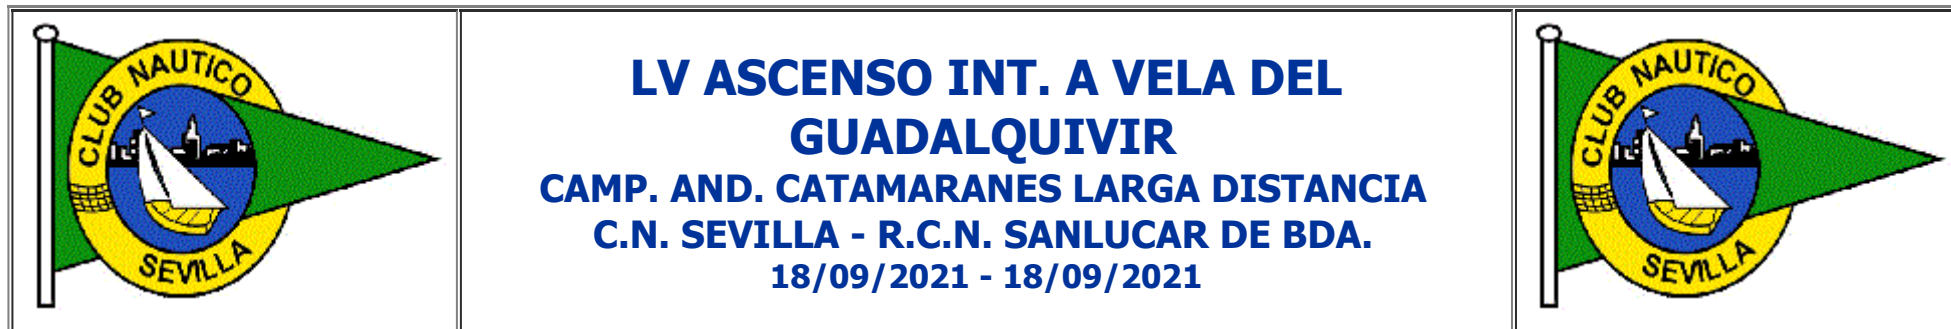 CLUB NAUTICO
SEVILLA
LV ASCENSO INT. A VELA DEL
GUADALQUIVIR
CAMP. AND. CATAMARANES LARGA DISTANCIA
C.N. SEVILLA - R.C.N. SANLUCAR DE BDA.
18/09/2021 - 18/09/2021
CLUB NAUTICO
SEVILLA